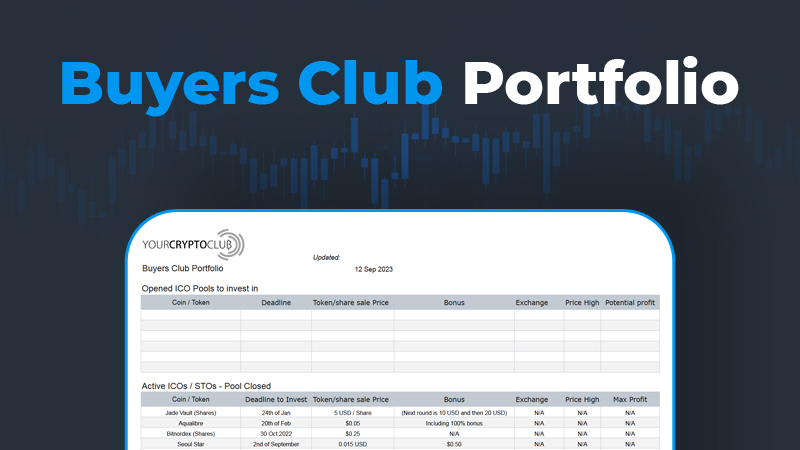 Buyers Club Portfolio
YOURCRYPTOCLUB
Updated:
Buyers Club Portfolio 12 Sep 2023
Opened ICO Pools to invest in
Coin / Token Deadline Token/share sale Price Bonus Exchange Price High Potential profit
Active ICOs / STOs - Pool Closed
Coin / Token Deadline to Invest Token/share sale Price Bonus Exchange Price High Max Profit
Jade Vault (Shares) 24th of Jan 5 USD / Share (Next round is 10 USD and then 20 USD) N/A N/A N/A
Aqualibre 20th of Feb $0.05 Including 100% bonus N/A N/A N/A
Bitnordex (Shares) 30 Oct 2022 $0.25 N/A N/A N/A N/A
Seoul Star 2nd of September 0.015 USD $0.50 N/A N/A N/A